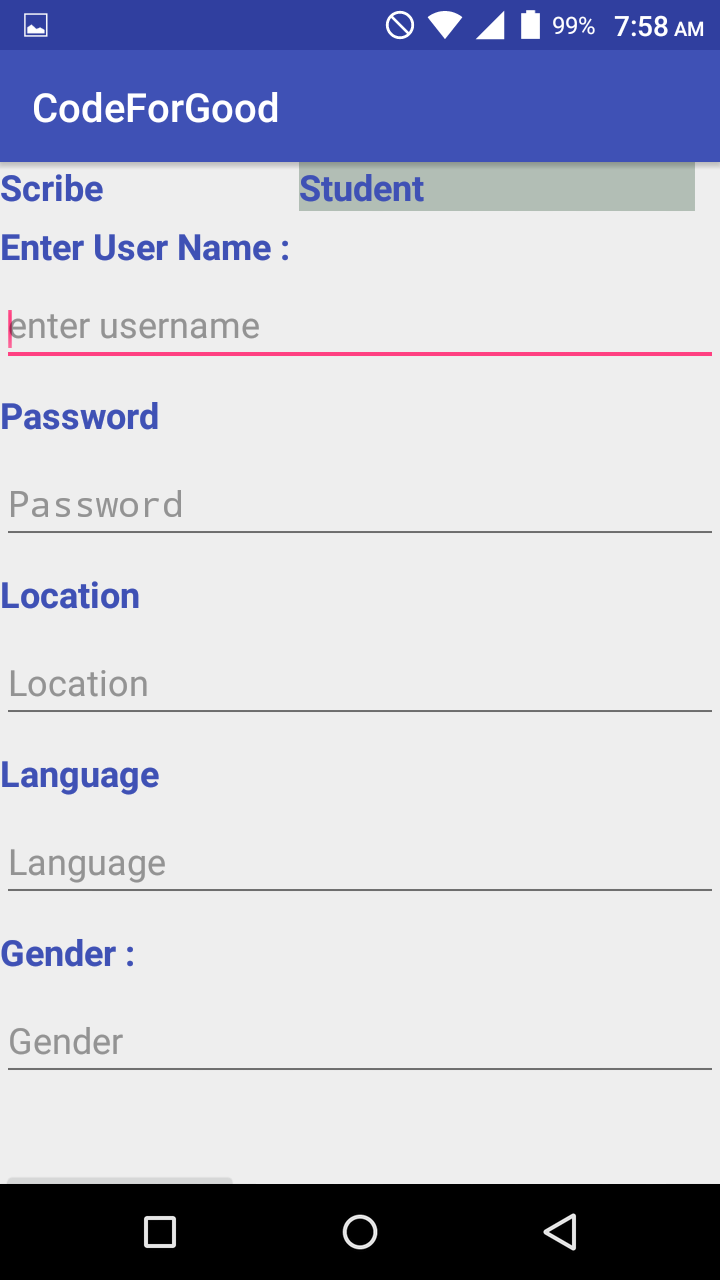 99% 7:58 AM
CodeForGood
Scribe Student
Enter User Name :
enter username
Password
Password
Location
Location
Language
Language
Gender :
Gender